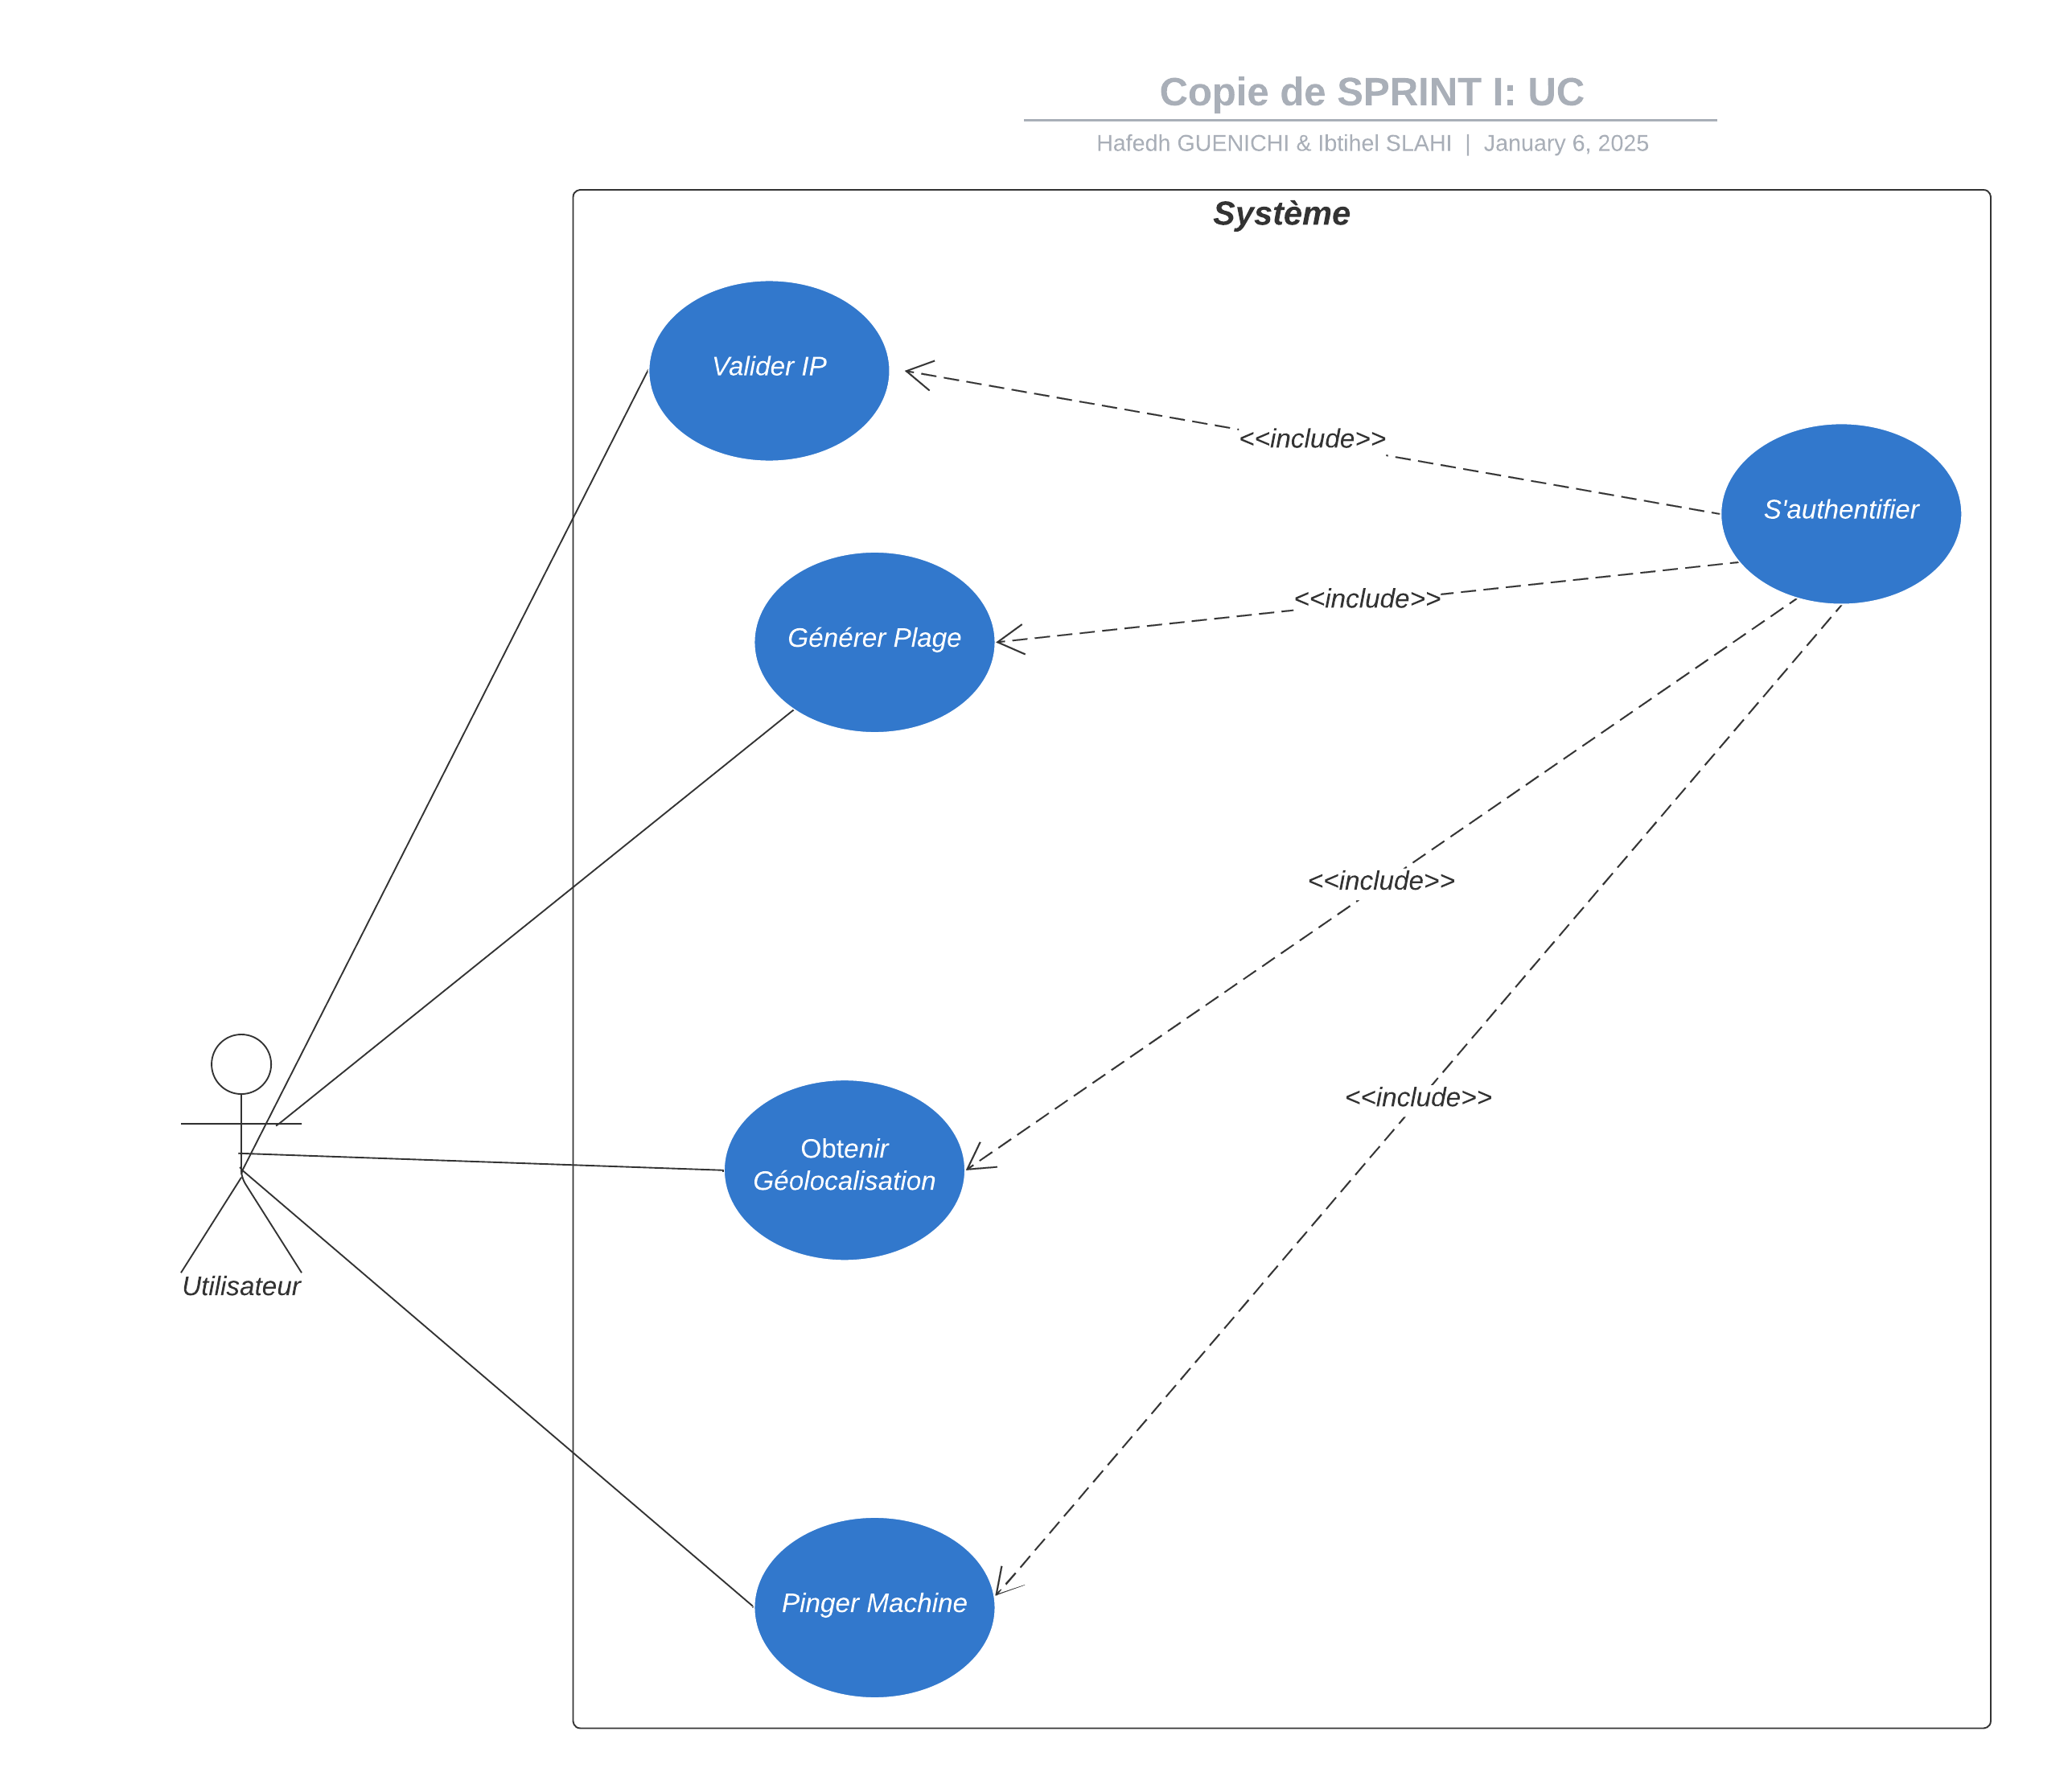 Copie de SPRINT I: UC
Hafedh GUENICHI & Ibtihel SLAHI | January 6, 2025
Système
Valider IP
<<include>>
S'authentifier
<<include>>
Générer Plage
<<include>>
<<include>>
Obtenir
Géolocalisation
Utilisateur
Pinger Machine